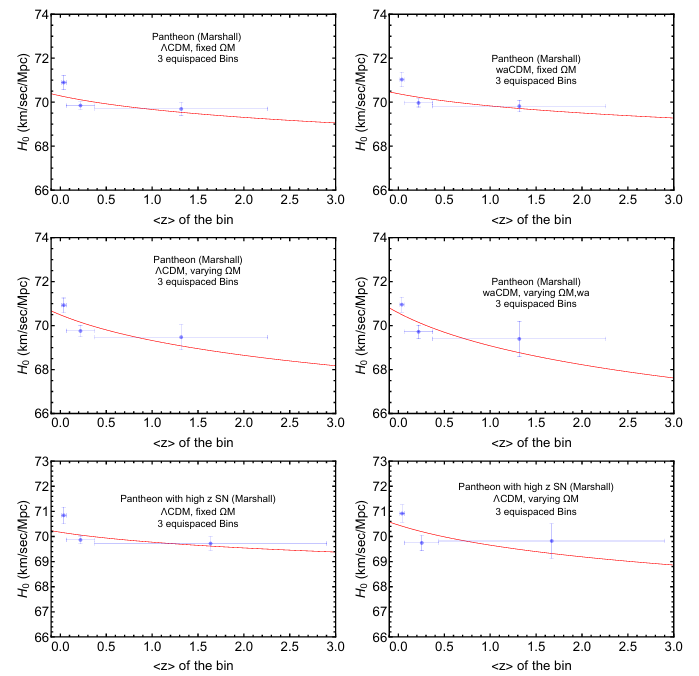 74
72
70
68
66
H0 (km/sec/Mpc)
Pantheon (Marshall)
ΛCDM, fixed ΩM
3 equispaced Bins
0.0 0.5 1.0 1.5 2.0 2.5 3.0
<z> of the bin
74
72
70
68
66
H0 (km/sec/Mpc)
Pantheon (Marshall)
waCDM, fixed ΩM
3 equispaced Bins
0.0 0.5 1.0 1.5 2.0 2.5 3.0
<z> of the bin
74
72
70
68
66
H0 (km/sec/Mpc)
Pantheon (Marshall)
ΛCDM, varying ΩM
3 equispaced Bins
0.0 0.5 1.0 1.5 2.0 2.5 3.0
<z> of the bin
74
72
70
68
66
H0 (km/sec/Mpc)
Pantheon (Marshall)
waCDM, varying ΩM,wa
3 equispaced Bins
0.0 0.5 1.0 1.5 2.0 2.5 3.0
<z> of the bin
73
72
71
70
69
68
67
66
H0 (km/sec/Mpc)
Pantheon with high z SN (Marshall)
ΛCDM, fixed ΩM
3 equispaced Bins
0.0 0.5 1.0 1.5 2.0 2.5 3.0
<z> of the bin
73
72
71
70
69
68
67
66
H0 (km/sec/Mpc)
Pantheon with high z SN (Marshall)
ΛCDM, varying ΩM
3 equispaced Bins
0.0 0.5 1.0 1.5 2.0 2.5 3.0
<z> of the bin